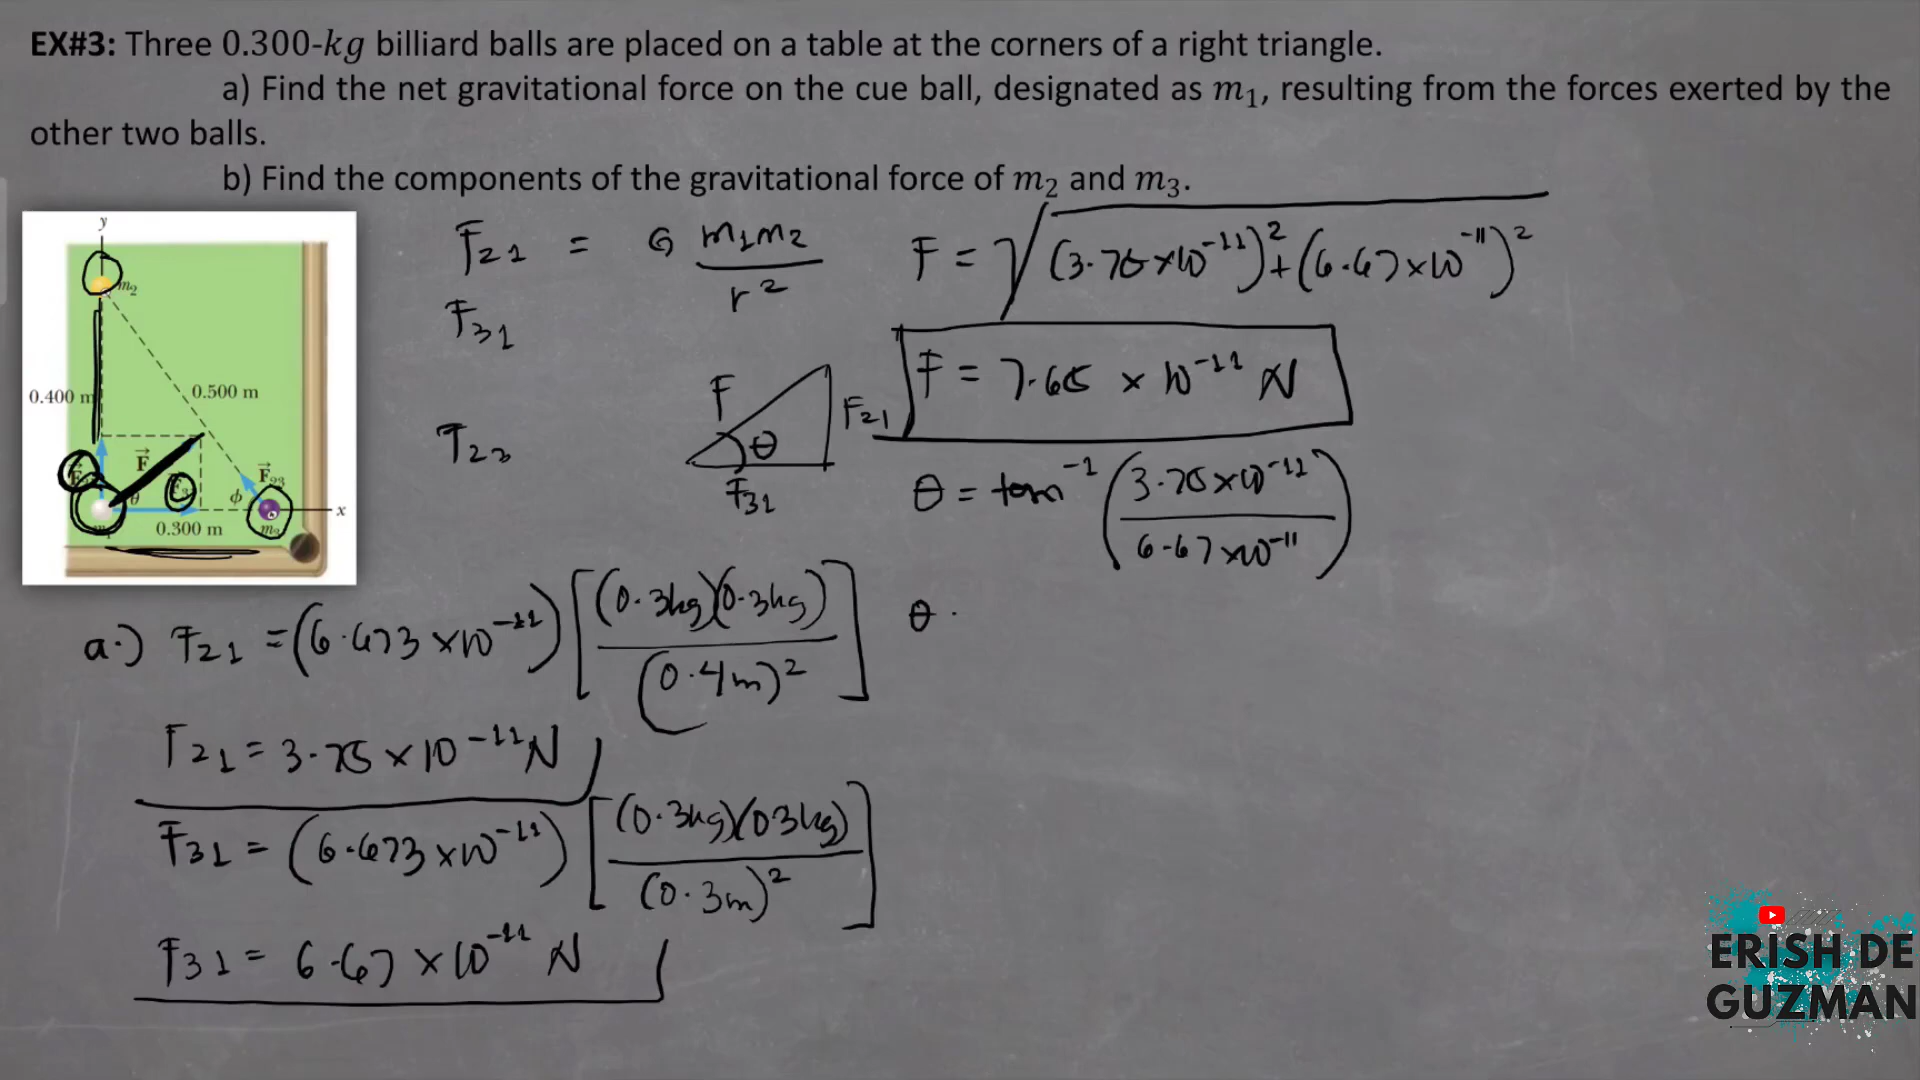 EX#3: Three 0.300-kg billiard balls are placed on a table at the corners of a right triangle.
a) Find the net gravitational force on the cue ball, designated as m₁, resulting from the forces exerted by the
other two balls.
b) Find the components of the gravitational force of m₂ and m₃.
y
m₂
0.400 m
0.500 m
F
F₂₃
θ
ϕ
x
0.300 m
m₃
F₂₁ = G m₁m₂ / r²
F₃₁
F₂₃
F
θ
F₂₁
F₃₁
F = √(3.75×10⁻¹¹)² + (6.67×10⁻¹¹)²
F = 7.65 × 10⁻¹¹ N
θ = tan⁻¹ (3.75×10⁻¹¹ / 6.67×10⁻¹¹)
θ
a.) F₂₁ = (6.673 ×10⁻¹¹) [(0.3kg)(0.3kg) / (0.4m)²]
F₂₁ = 3.75 × 10⁻¹¹ N
F₃₁ = (6.673 ×10⁻¹¹) [(0.3kg)(03kg) / (0.3m)²]
F₃₁ = 6.67 × 10⁻¹¹ N
ERISH DE
GUZMAN